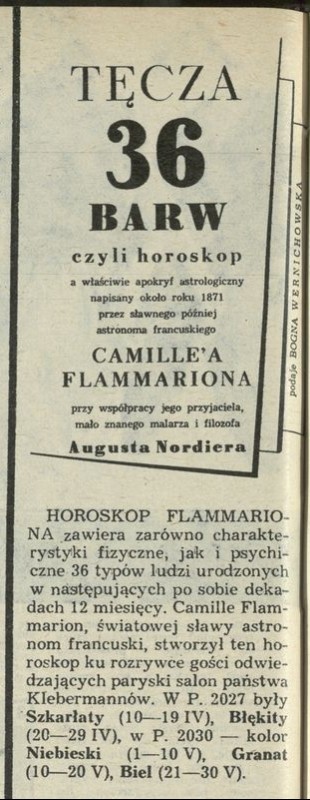 TĘCZA
36
BARW
czyli horoskop
a właściwie apokryf astrologiczny
napisany około roku 1871
przez sławnego później
astronoma francuskiego
CAMILLE'A
FLAMMARIONA
przy współpracy jego przyjaciela,
mało znanego malarza i filozofa
Augusta Nordiera
podaje BOGNA WERNICHOWSKA
HOROSKOP FLAMMARIO-
NA zawiera zarówno charakte-
rystyki fizyczne, jak i psychi-
czne 36 typów ludzi urodzonych
w następujących po sobie deka-
dach 12 miesięcy. Camille Flam-
marion, światowej sławy astro-
nom francuski, stworzył ten ho-
roskop ku rozrywce gości odwie-
dzających paryski salon państwa
Klebermannów. W P. 2027 były
Szkarłaty (10—19 IV), Błękity
(20—29 IV), w P. 2030 — kolor
Niebieski (1—10 V), Granat
(10—20 V), Biel (21—30 V).